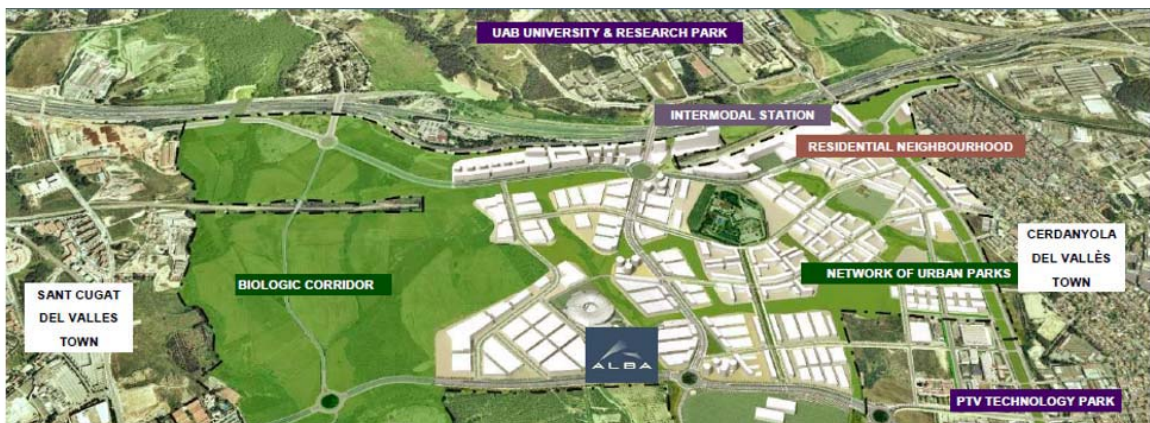 UAB UNIVERSITY & RESEARCH PARK
INTERMODAL STATION
RESIDENTIAL NEIGHBOURHOOD
CERDANYOLA
DEL VALLÈS
TOWN
NETWORK OF URBAN PARKS
BIOLOGIC CORRIDOR
SANT CUGAT
DEL VALLES
TOWN
ALBA
PTV TECHNOLOGY PARK